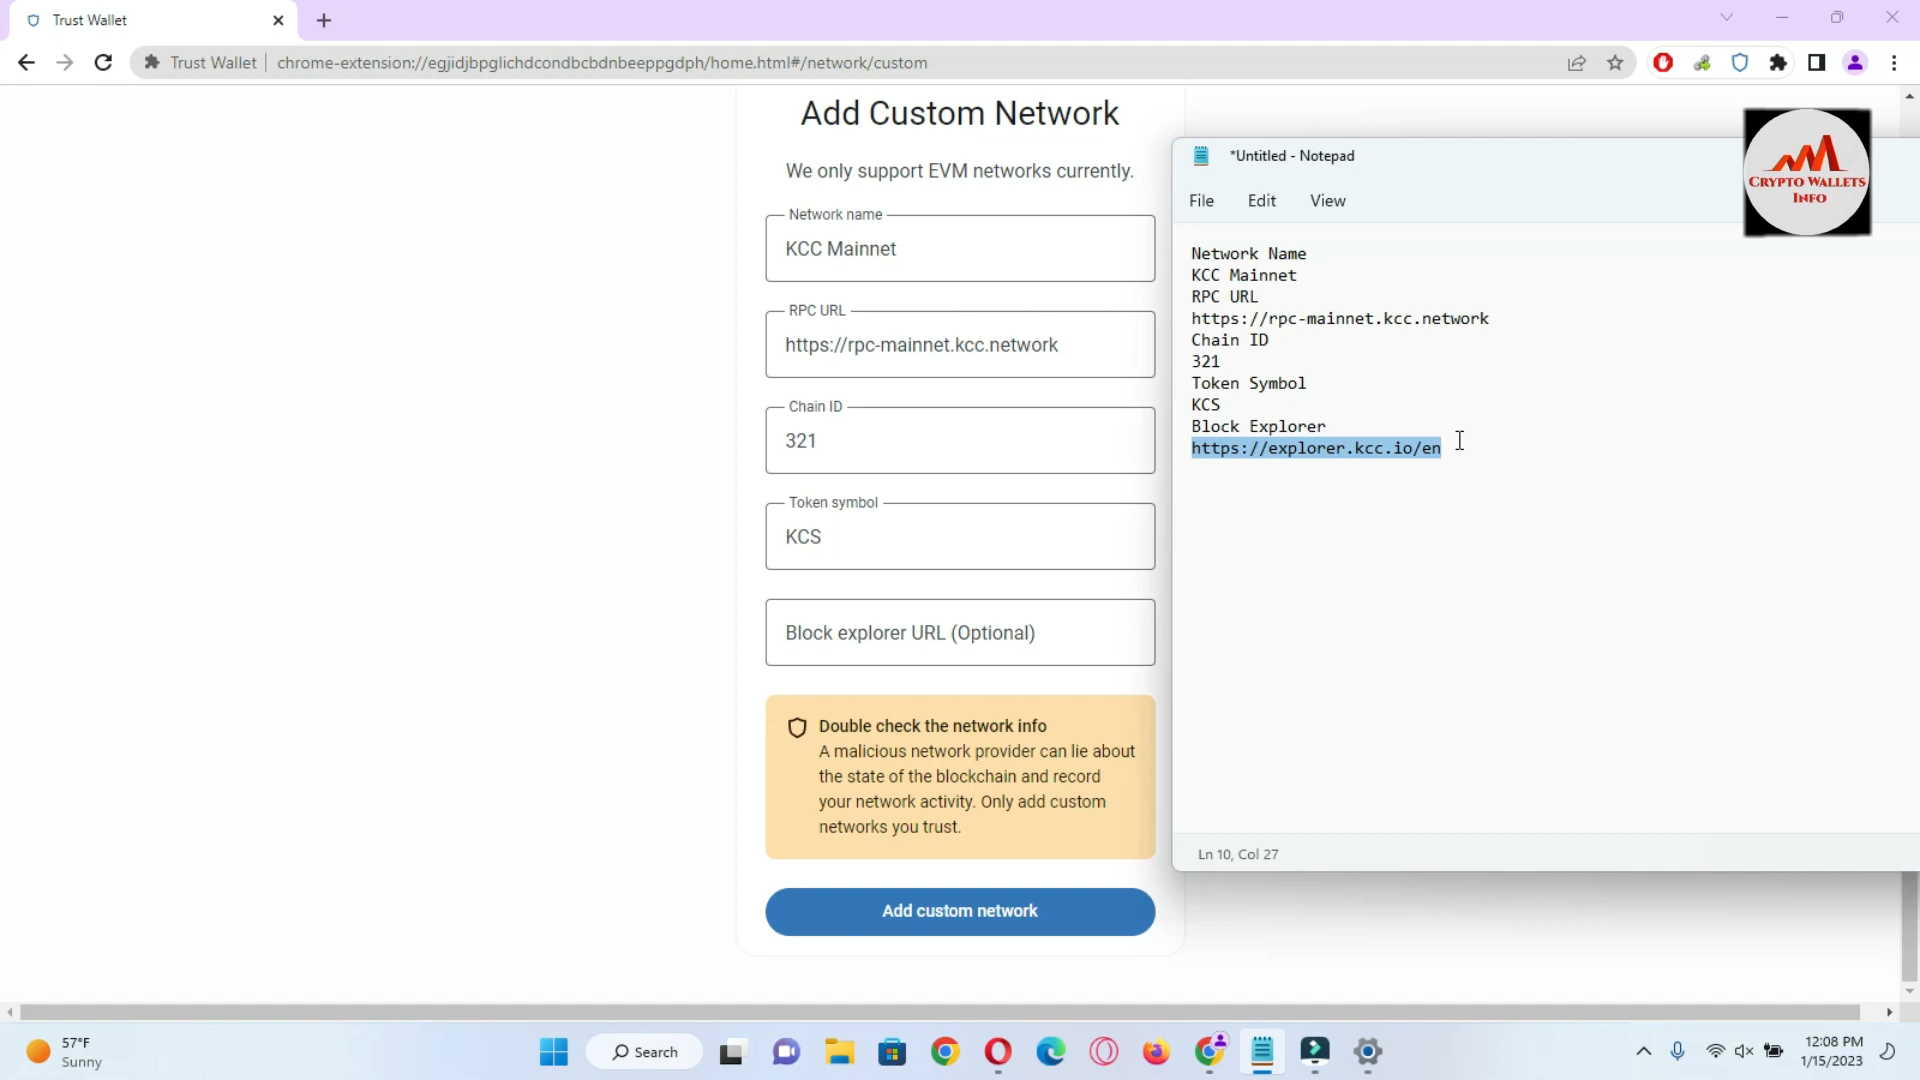 Trust Wallet
Trust Wallet
chrome-extension://egjidjbpglichdcondbcbdnbeeppgdph/home.html#/network/custom
Add Custom Network
We only support EVM networks currently.
Network name
KCC Mainnet
RPC URL
https://rpc-mainnet.kcc.network
Chain ID
321
Token symbol
KCS
Block explorer URL (Optional)
Double check the network info
A malicious network provider can lie about
the state of the blockchain and record
your network activity. Only add custom
networks you trust.
Add custom network
*Untitled - Notepad
File
Edit
View
CRYPTO WALLETS
INFO
Network Name
KCC Mainnet
RPC URL
https://rpc-mainnet.kcc.network
Chain ID
321
Token Symbol
KCS
Block Explorer
https://explorer.kcc.io/en
Ln 10, Col 27
57°F
Sunny
Search
12:08 PM
1/15/2023